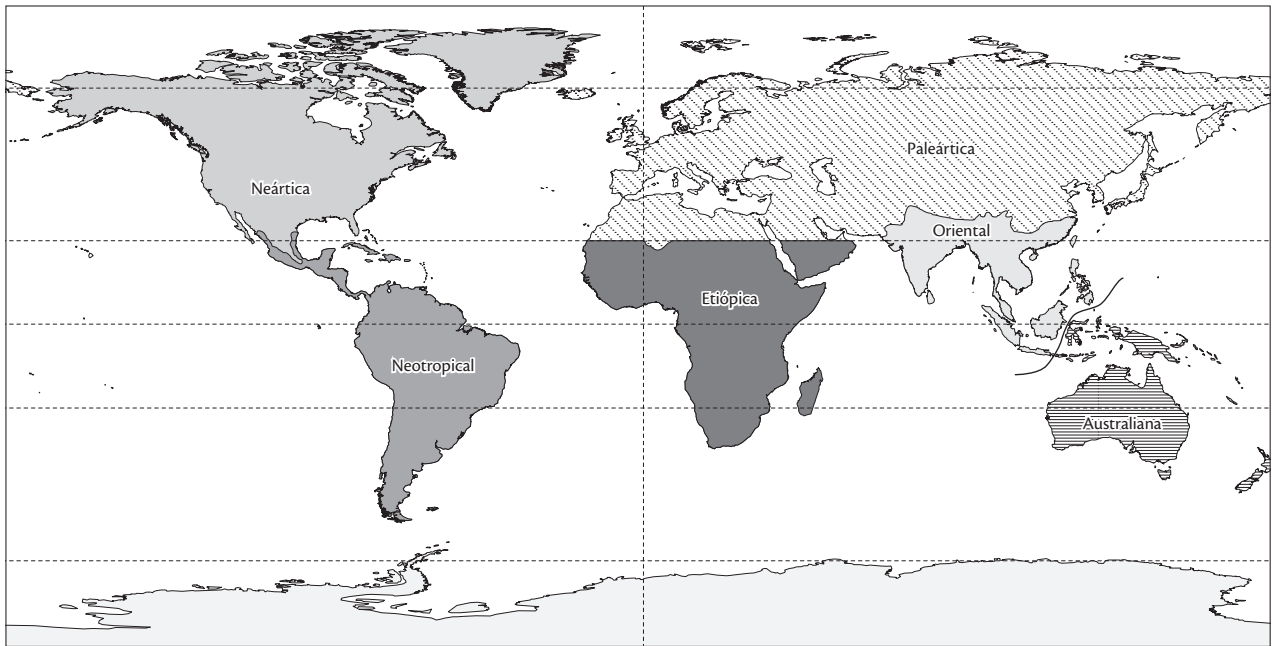 Paleártica
Neártica
Oriental
Etiópica
Neotropical
Australiana